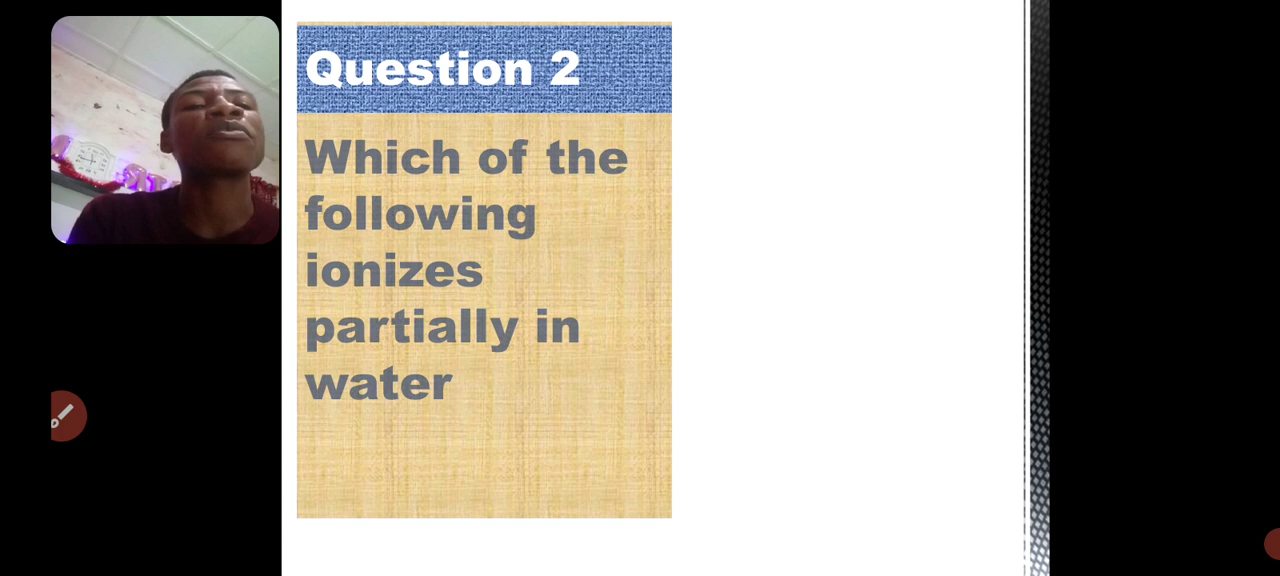 Question 2
Which of the
following
ionizes
partially in
water